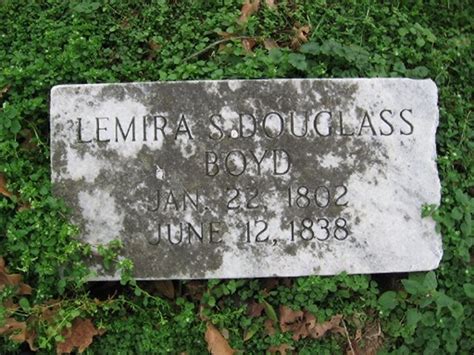 LEMIRA S. DOUGLASS
BOYD
JAN. 22, 1802
JUNE 12, 1838